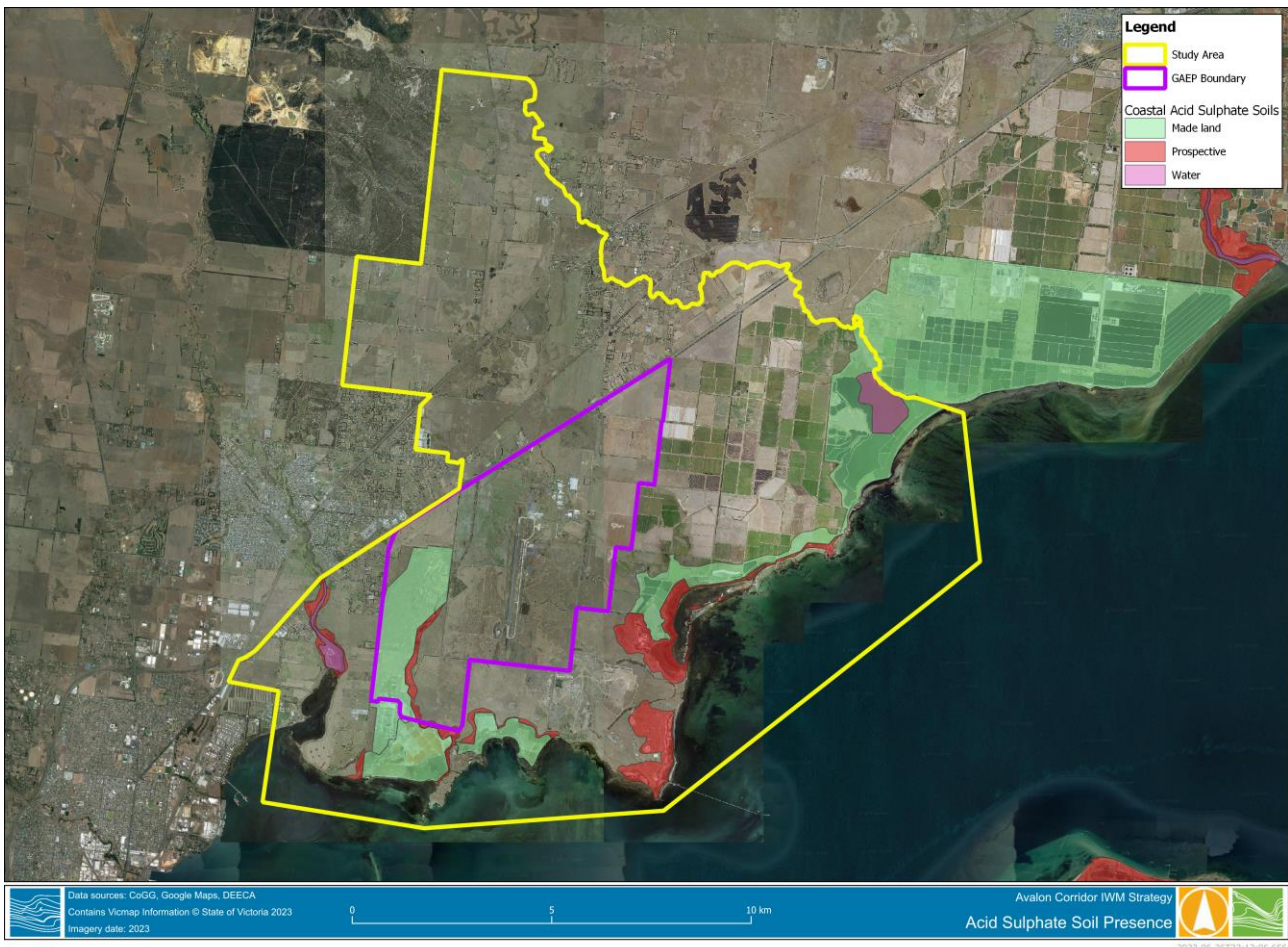 Legend
Study Area
GAEP Boundary
Coastal Acid Sulphate Soils
Made land
Prospective
Water
Data sources: CoGG, Google Maps, DEECA
Contains Vicmap Information © State of Victoria 2023
Imagery date: 2023
0 5 10 km
Avalon Corridor IWM Strategy
Acid Sulphate Soil Presence